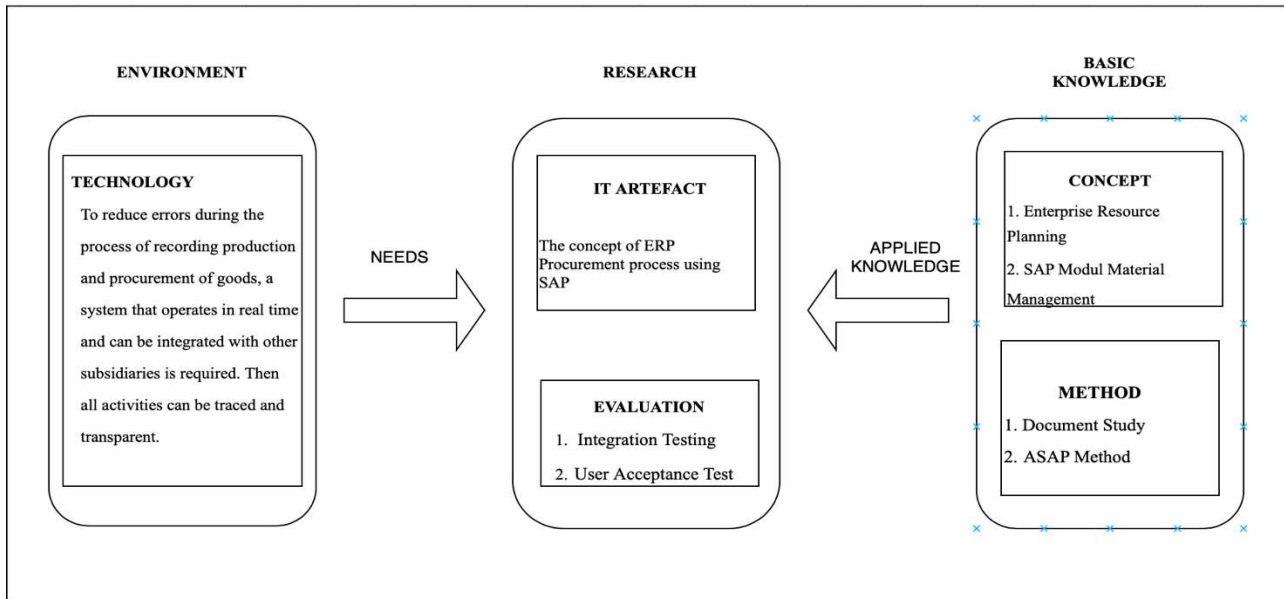 ENVIRONMENT
TECHNOLOGY
To reduce errors during the
process of recording production
and procurement of goods, a
system that operates in real time
and can be integrated with other
subsidiaries is required. Then
all activities can be traced and
transparent.
NEEDS
RESEARCH
IT ARTEFACT
The concept of ERP
Procurement process using
SAP
EVALUATION
1. Integration Testing
2. User Acceptance Test
APPLIED
KNOWLEDGE
BASIC
KNOWLEDGE
CONCEPT
1. Enterprise Resource
Planning
2. SAP Modul Material
Management
METHOD
1. Document Study
2. ASAP Method